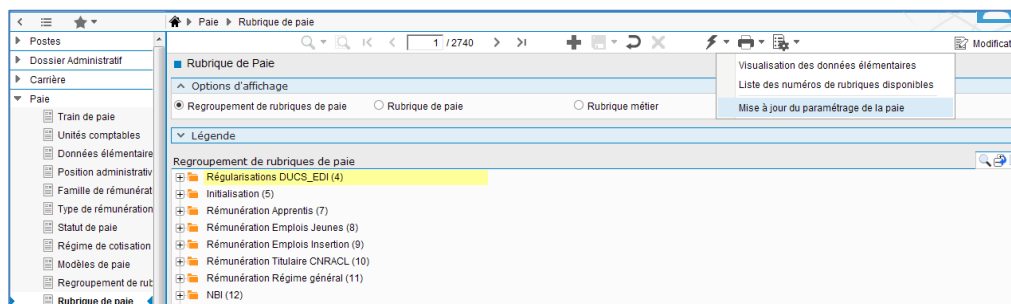 Paie Rubrique de paie
Postes
1 /2740
Modificat
Dossier Administratif
Rubrique de Paie
Visualisation des données élémentaires
Carrière
Options d'affichage
Liste des numéros de rubriques disponibles
Paie
Regroupement de rubriques de paie Rubrique de paie Rubrique métier
Mise à jour du paramétrage de la paie
Train de paie
Unités comptables
Légende
Données élémentaire
Position administrativ
Regroupement de rubriques de paie
Famille de rémunérat
Régularisations DUCS_EDI (4)
Type de rémunération
Initialisation (5)
Statut de paie
Rémunération Apprentis (7)
Régime de cotisation
Rémunération Emplois Jeunes (8)
Modèles de paie
Rémunération Emplois Insertion (9)
Regroupement de rub
Rémunération Titulaire CNRACL (10)
Rubrique de paie
Rémunération Régime général (11)
NBI (12)